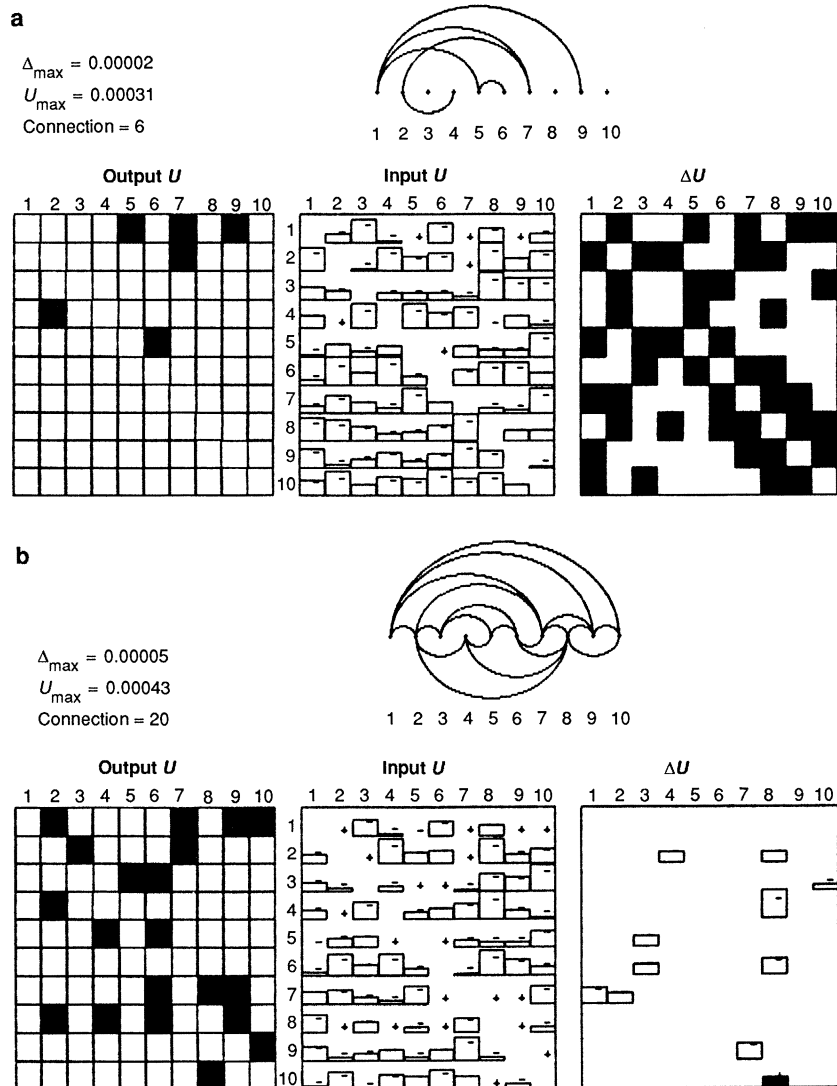 a
Δmax = 0.00002
Umax = 0.00031
Connection = 6
1 2 3 4 5 6 7 8 9 10
Output U Input U ΔU
1 2 3 4 5 6 7 8 9 10 1 2 3 4 5 6 7 8 9 10 1 2 3 4 5 6 7 8 9 10
1
2
3
4
5
6
7
8
9
10
b
Δmax = 0.00005
Umax = 0.00043
Connection = 20
1 2 3 4 5 6 7 8 9 10
Output U Input U ΔU
1 2 3 4 5 6 7 8 9 10 1 2 3 4 5 6 7 8 9 10 1 2 3 4 5 6 7 8 9 10
1
2
3
4
5
6
7
8
9
10